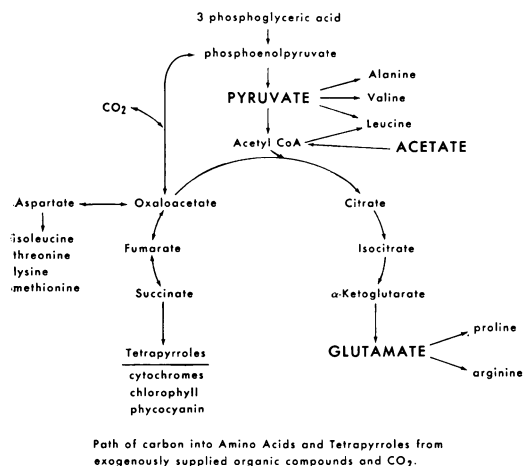 3 phosphoglyceric acid
phosphoenolpyruvate
Alanine
PYRUVATE
Valine
CO2
Leucine
Acetyl CoA
ACETATE
Aspartate
Oxaloacetate
Citrate
isoleucine
threonine
lysine
methionine
Fumarate
Isocitrate
Succinate
α-Ketoglutarate
proline
Tetrapyrroles
GLUTAMATE
cytochromes
arginine
chlorophyll
phycocyanin
Path of carbon into Amino Acids and Tetrapyrroles from
exogenously supplied organic compounds and CO2.